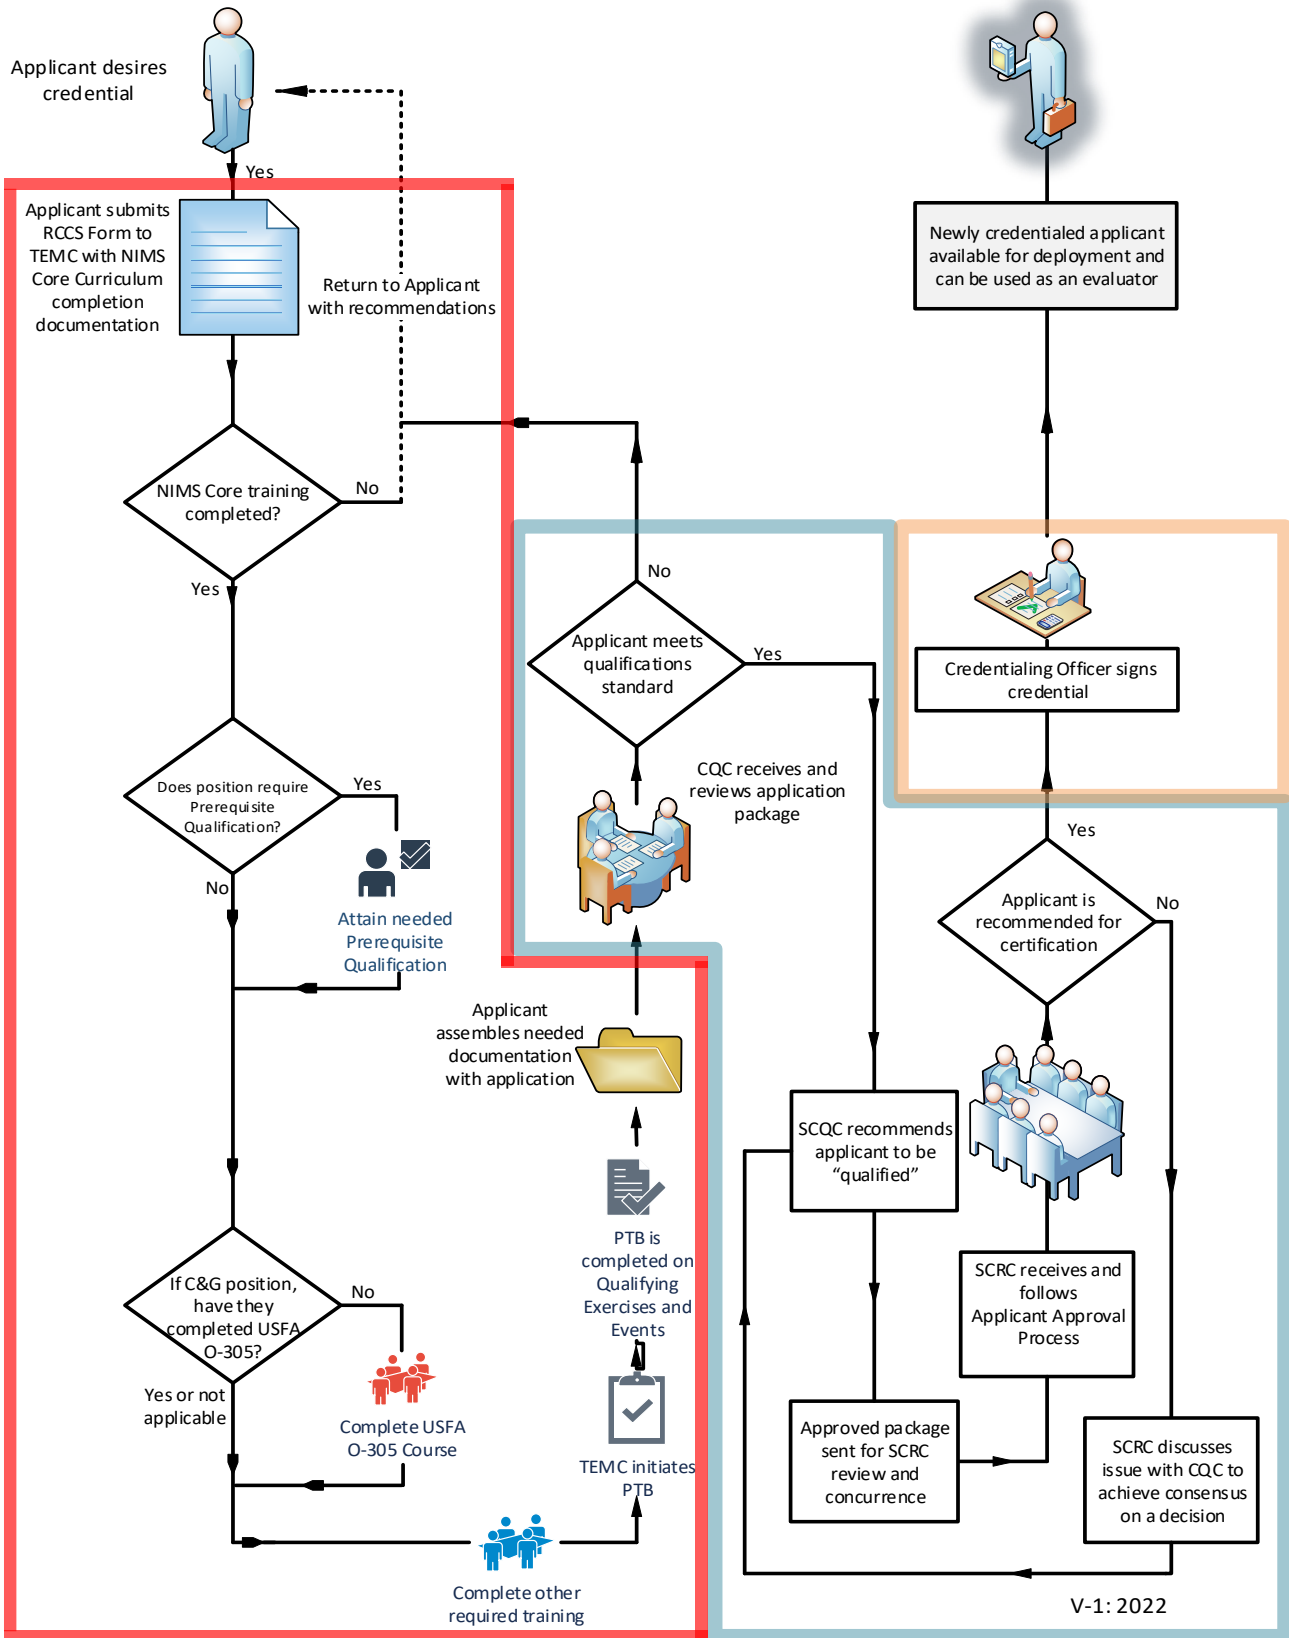 Applicant desires
credential
Yes
Applicant submits
RCCS Form to
TEMC with NIMS
Core Curriculum
completion
documentation
Return to Applicant
with recommendations
NIMS Core training
completed?
No
Yes
Does position require
Prerequisite
Qualification?
Yes
No
Attain needed
Prerequisite
Qualification
If C&G position,
have they
completed USFA
O-305?
No
Yes or not
applicable
Complete USFA
O-305 Course
Complete other
required training
TEMC initiates
PTB
PTB is
completed on
Qualifying
Exercises and
Events
Applicant
assembles needed
documentation
with application
CQC receives and
reviews application
package
Applicant meets
qualifications
standard
No
Yes
SCQC recommends
applicant to be
“qualified”
Approved package
sent for SCRC
review and
concurrence
SCRC receives and
follows
Applicant Approval
Process
Applicant is
recommended for
certification
No
Yes
SCRC discusses
issue with CQC to
achieve consensus
on a decision
Credentialing Officer signs
credential
Newly credentialed applicant
available for deployment and
can be used as an evaluator
V-1: 2022